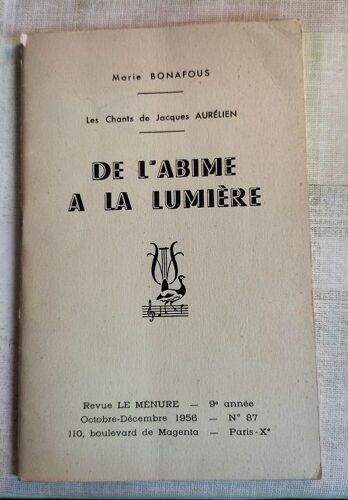 Marie BONAFOUS
Les Chants de Jacques AURÉLIEN
DE L'ABIME
A LA LUMIÈRE
Revue LE MÉNURE — 9e année
Octobre-Décembre 1956 — N° 87
110, boulevard de Magenta — Paris-Xe